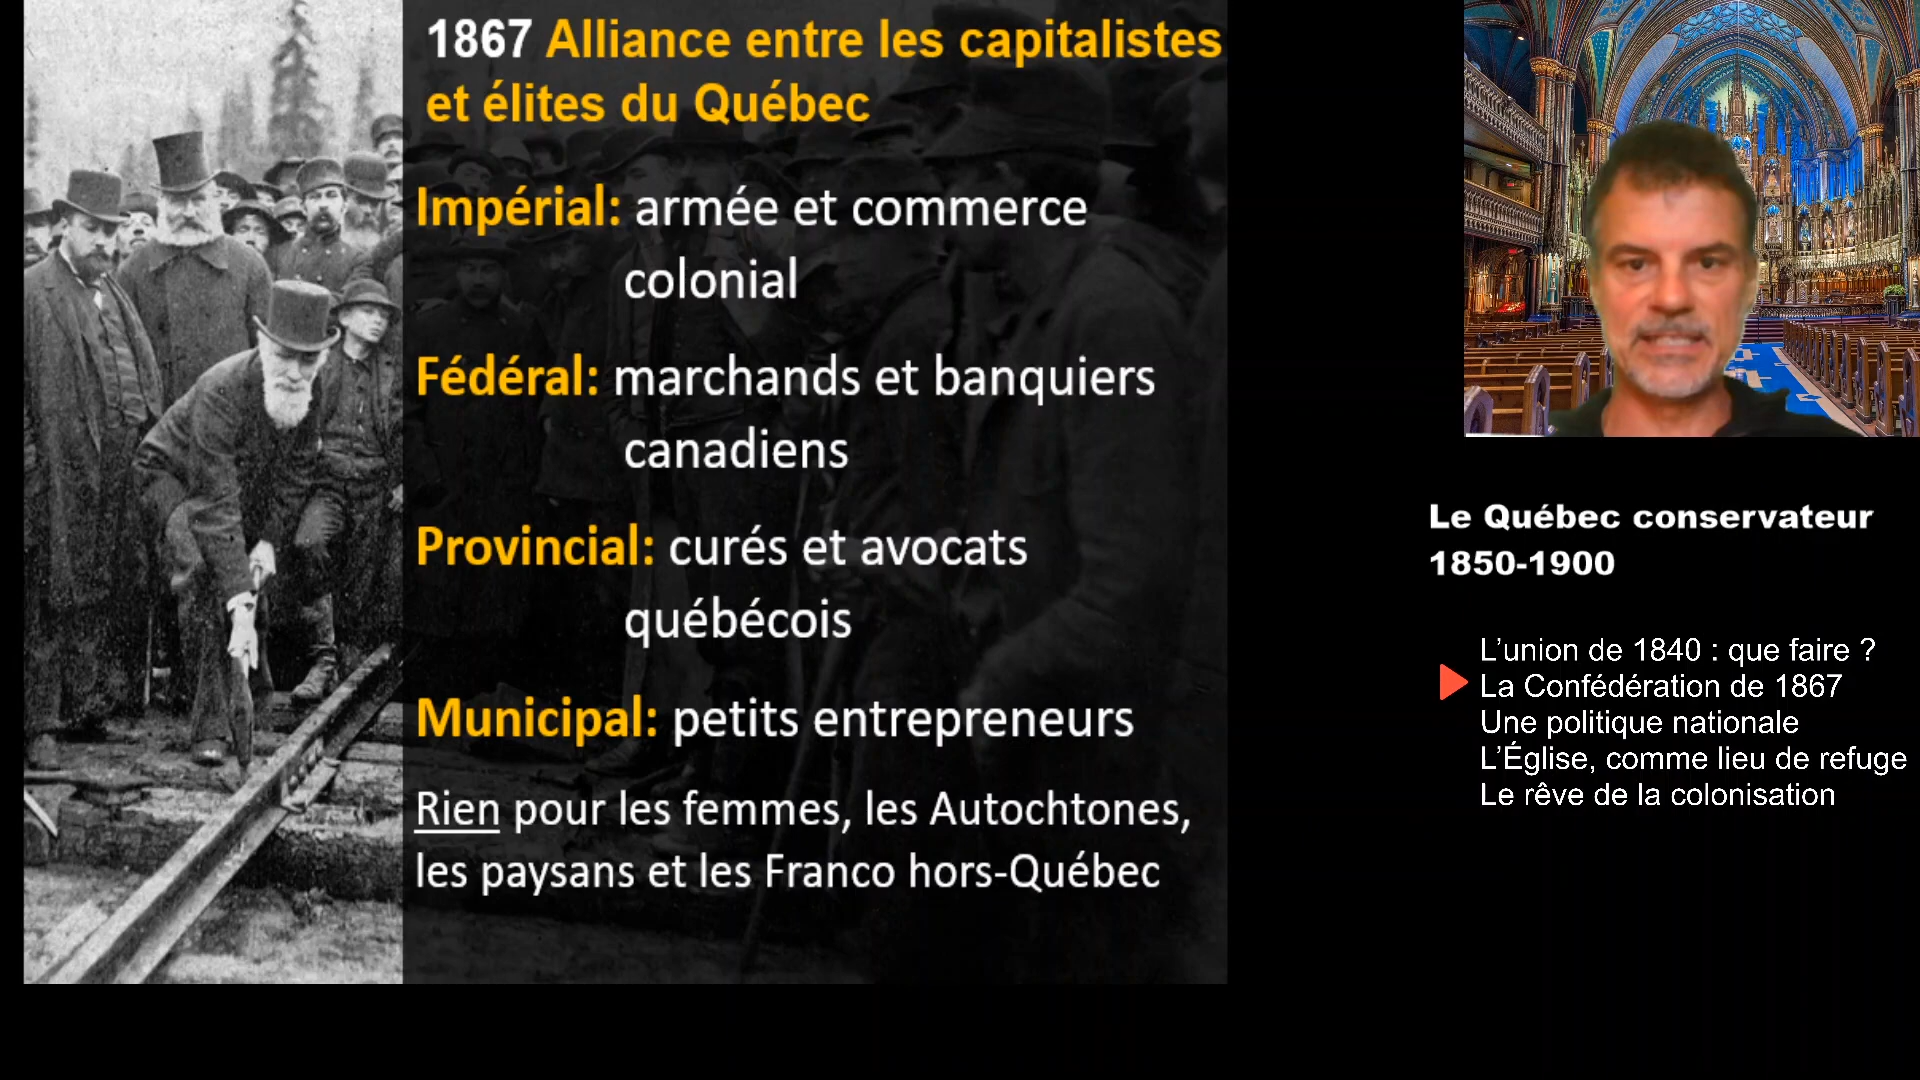 1867 Alliance entre les capitalistes
et élites du Québec
Impérial: armée et commerce
colonial
Fédéral: marchands et banquiers
canadiens
Provincial: curés et avocats
québécois
Municipal: petits entrepreneurs
Rien pour les femmes, les Autochtones,
les paysans et les Franco hors-Québec
Le Québec conservateur
1850-1900
L’union de 1840 : que faire ?
La Confédération de 1867
Une politique nationale
L’Église, comme lieu de refuge
Le rêve de la colonisation